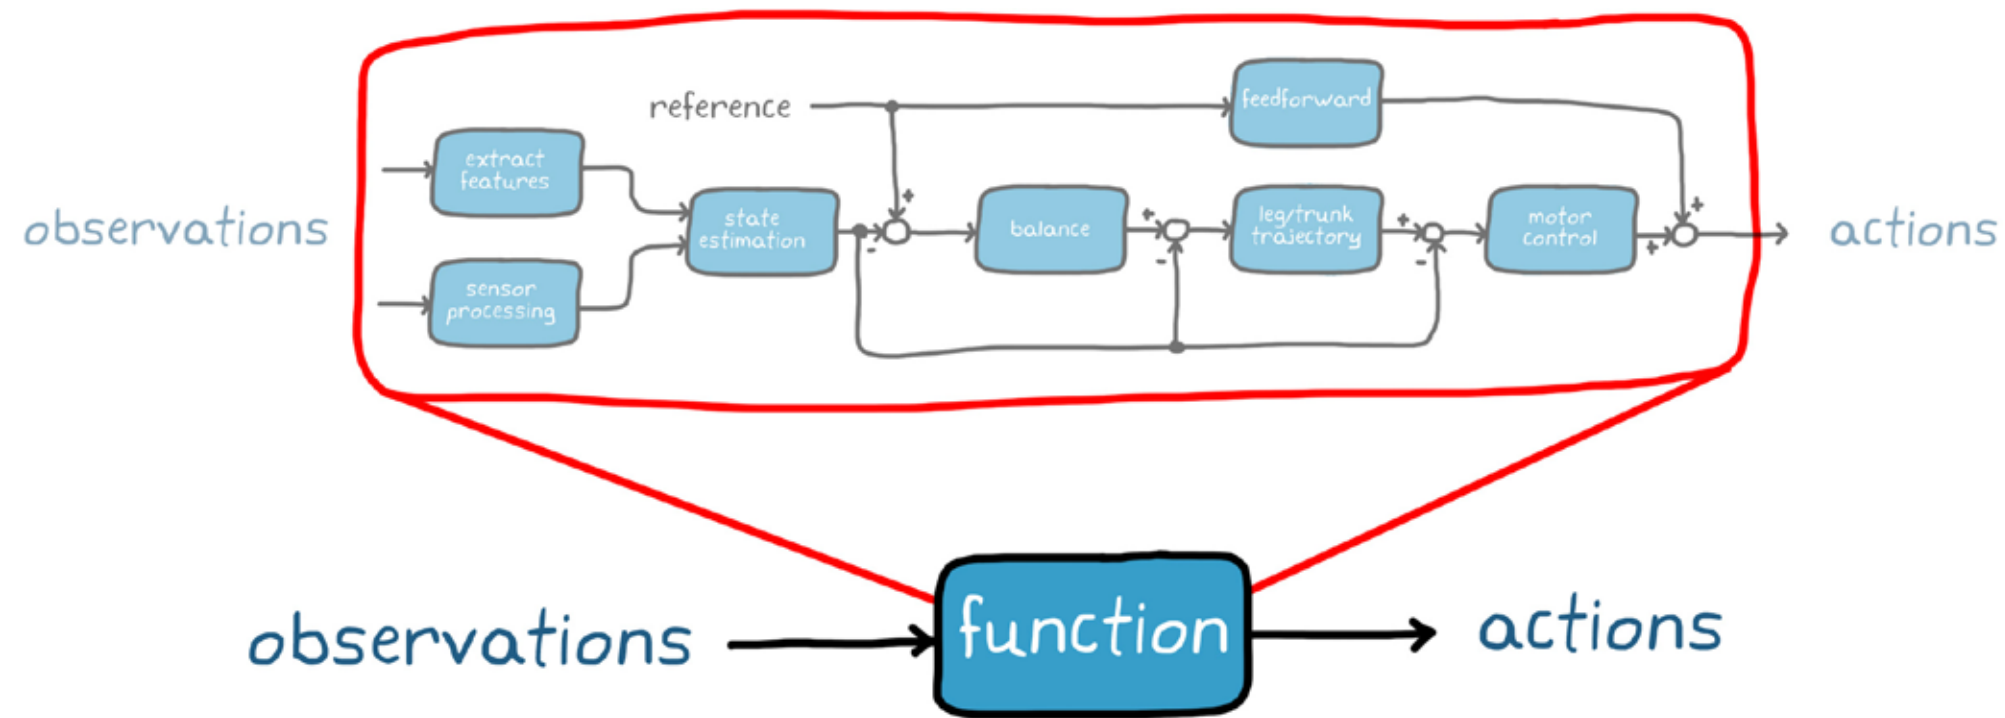 reference
feedforward
extract
features
observations
state
estimation
balance
leg/trunk
trajectory
motor
control
actions
sensor
processing
+
-
+
-
+
-
+
+
observations
function
actions